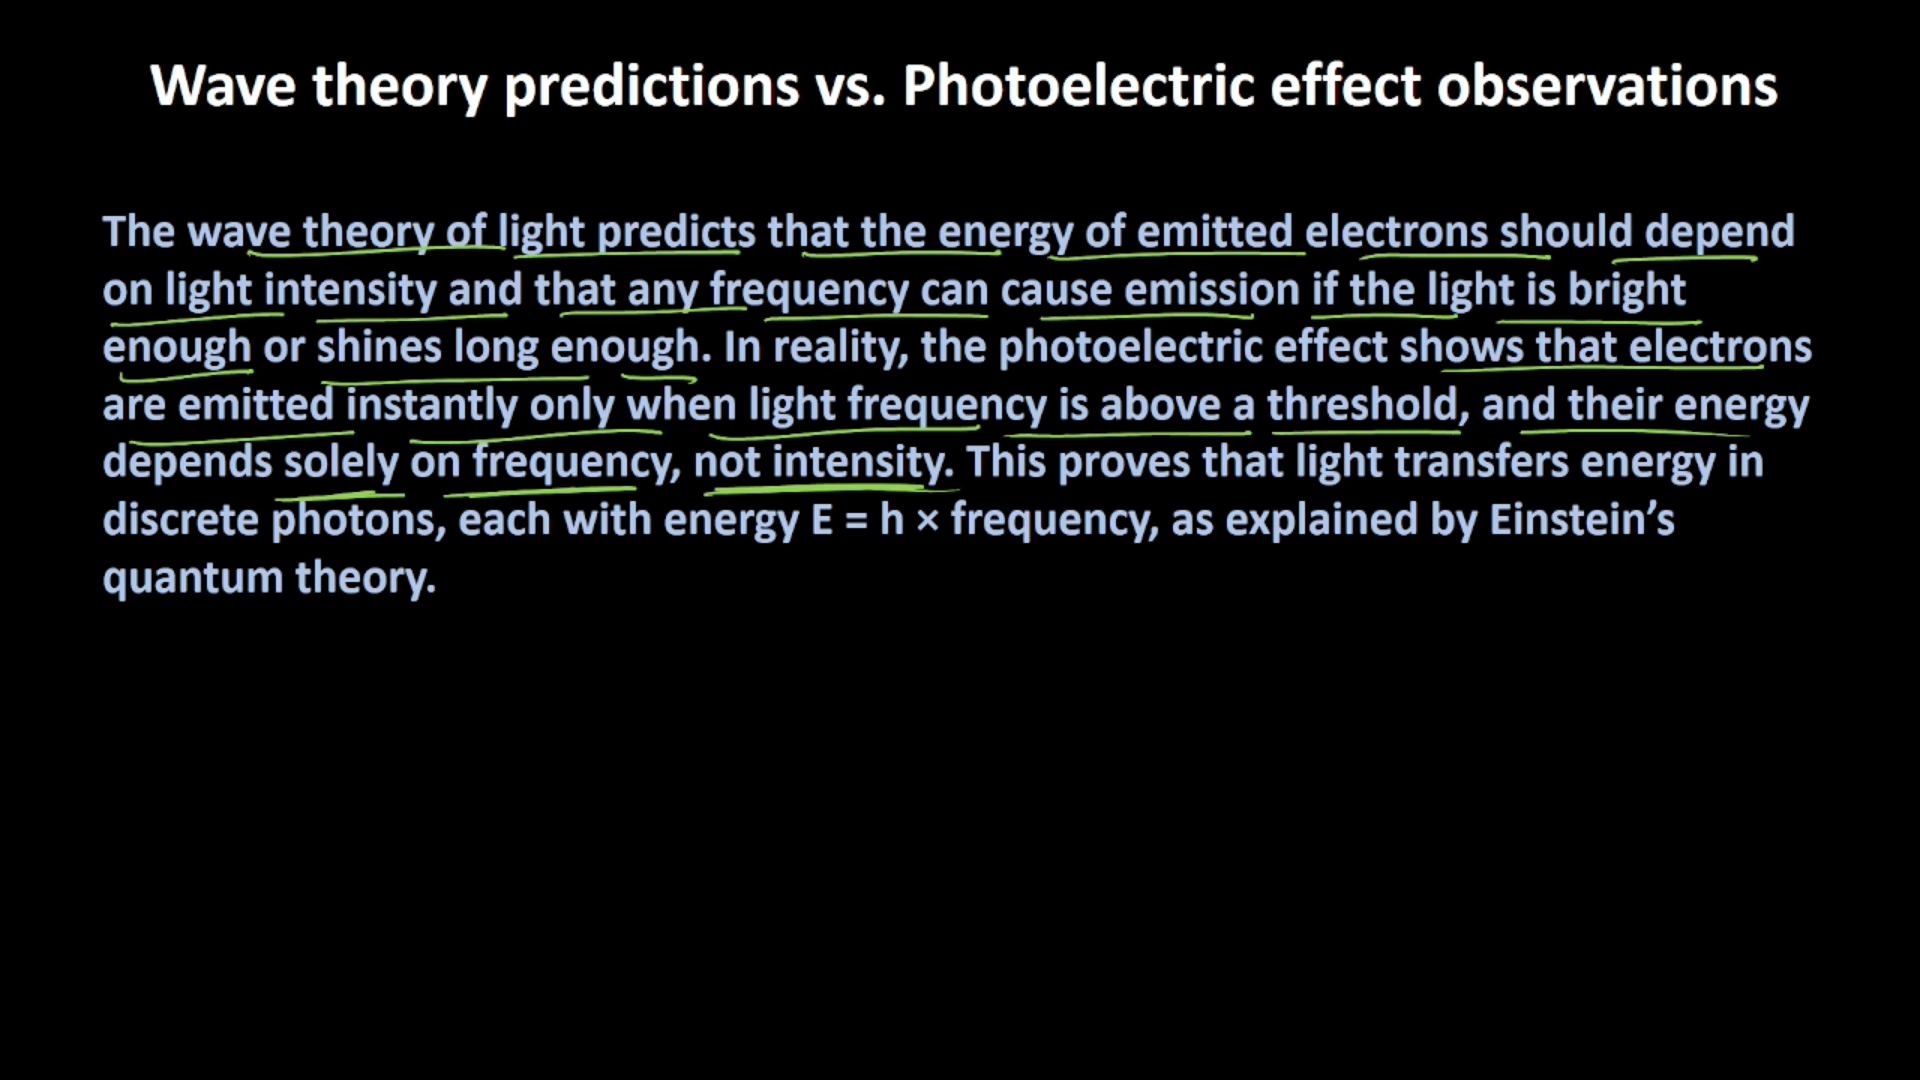 Wave theory predictions vs. Photoelectric effect observations
The wave theory of light predicts that the energy of emitted electrons should depend
on light intensity and that any frequency can cause emission if the light is bright
enough or shines long enough. In reality, the photoelectric effect shows that electrons
are emitted instantly only when light frequency is above a threshold, and their energy
depends solely on frequency, not intensity. This proves that light transfers energy in
discrete photons, each with energy E = h × frequency, as explained by Einstein’s
quantum theory.